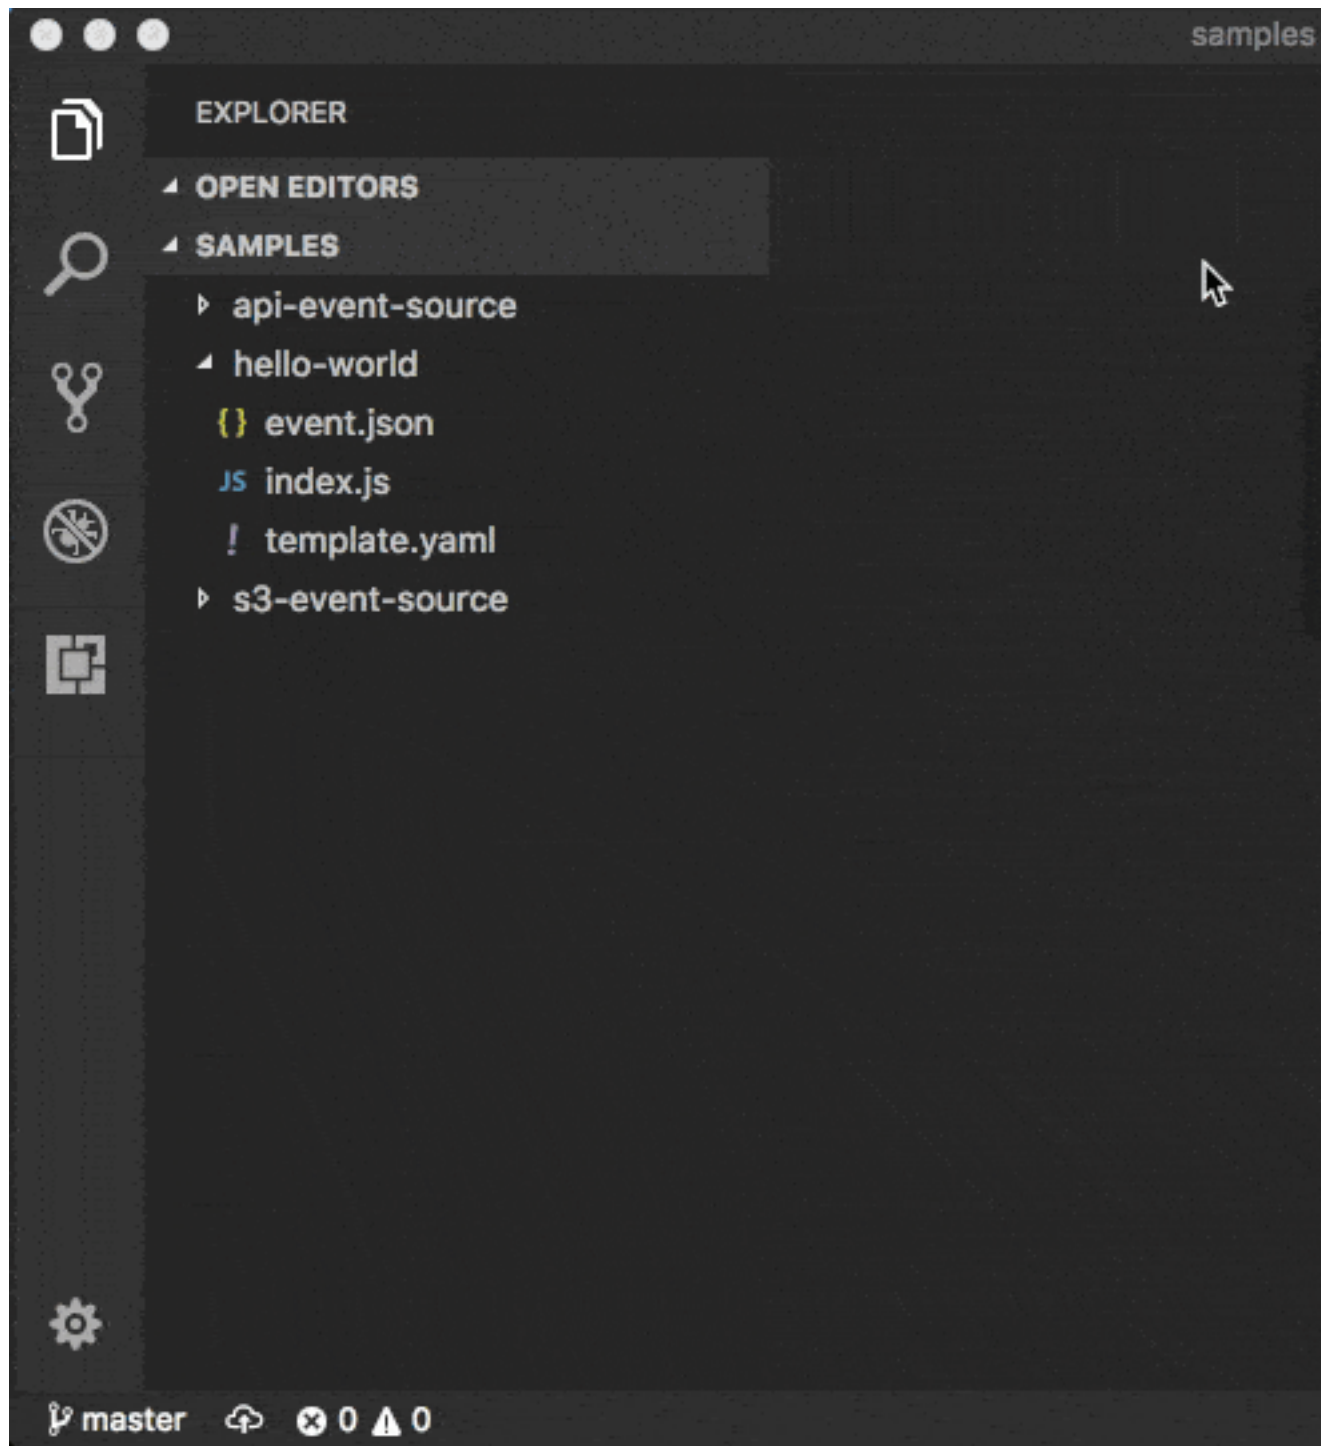 samples
EXPLORER
OPEN EDITORS
SAMPLES
api-event-source
hello-world
{} event.json
JS index.js
! template.yaml
s3-event-source
master 0 0